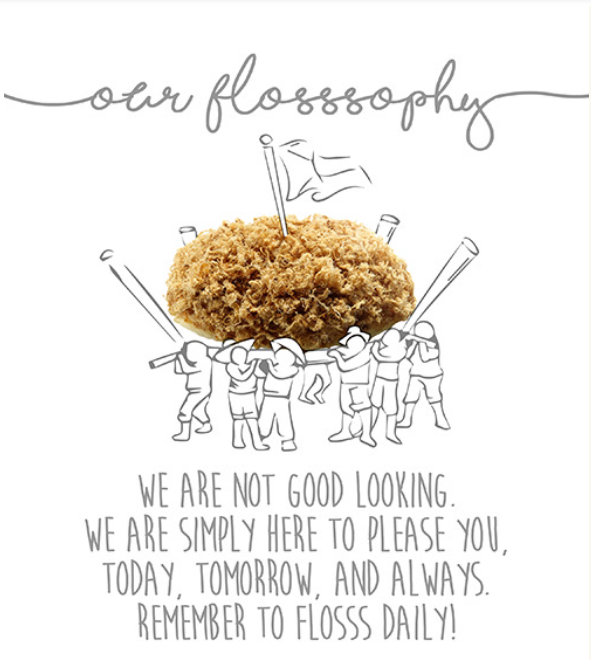 our flosssophy
WE ARE NOT GOOD LOOKING.
WE ARE SIMPLY HERE TO PLEASE YOU,
TODAY, TOMORROW, AND ALWAYS.
REMEMBER TO FLOSSS DAILY!